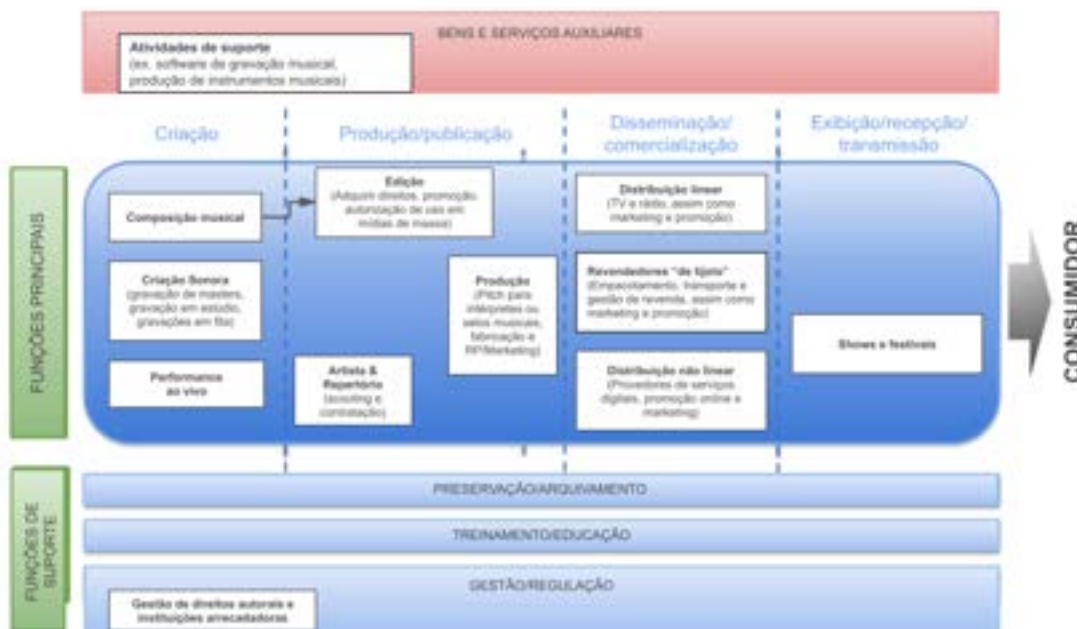 BENS E SERVIÇOS AUXILIARES
Atividades de suporte
(ex. software de gravação musical,
produção de instrumentos musicais)
Criação
Produção/publicação
Disseminação/
comercialização
Exibição/recepção/
transmissão
FUNÇÕES PRINCIPAIS
Composição musical
Criação Sonora
(gravação de masters,
gravação em estúdio,
gravações em fita)
Performance
ao vivo
Edição
(Adquirir direitos, promoção,
autorização de uso em
mídias de massa)
Produção
(Pitch para
intérpretes ou
selos musicais,
fabricação e
RP/Marketing)
Artista &
Repertório
(scouting e
contratação)
Distribuição linear
(TV e rádio, assim como
marketing e promoção)
Revendedores "de tijolo"
(Empacotamento, transporte e
gestão de revenda, assim como
marketing e promoção)
Distribuição não linear
(Provedores de serviços
digitais, promoção online e
marketing)
Shows e festivais
CONSUMIDOR
FUNÇÕES DE
SUPORTE
PRESERVAÇÃO/ARQUIVAMENTO
TREINAMENTO/EDUCAÇÃO
GESTÃO/REGULAÇÃO
Gestão de direitos autorais e
instituições arrecadadoras